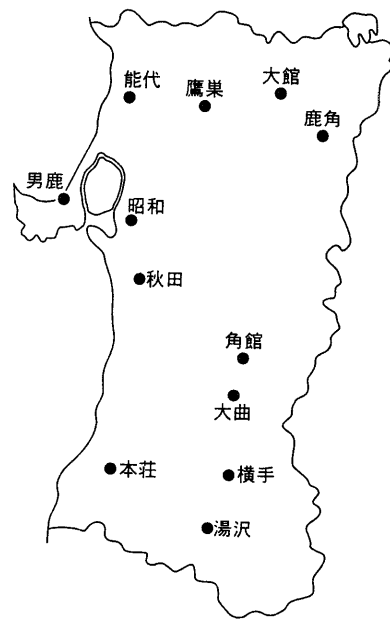 能代
鷹巣
大館
鹿角
男鹿
昭和
秋田
角館
大曲
本荘
横手
湯沢